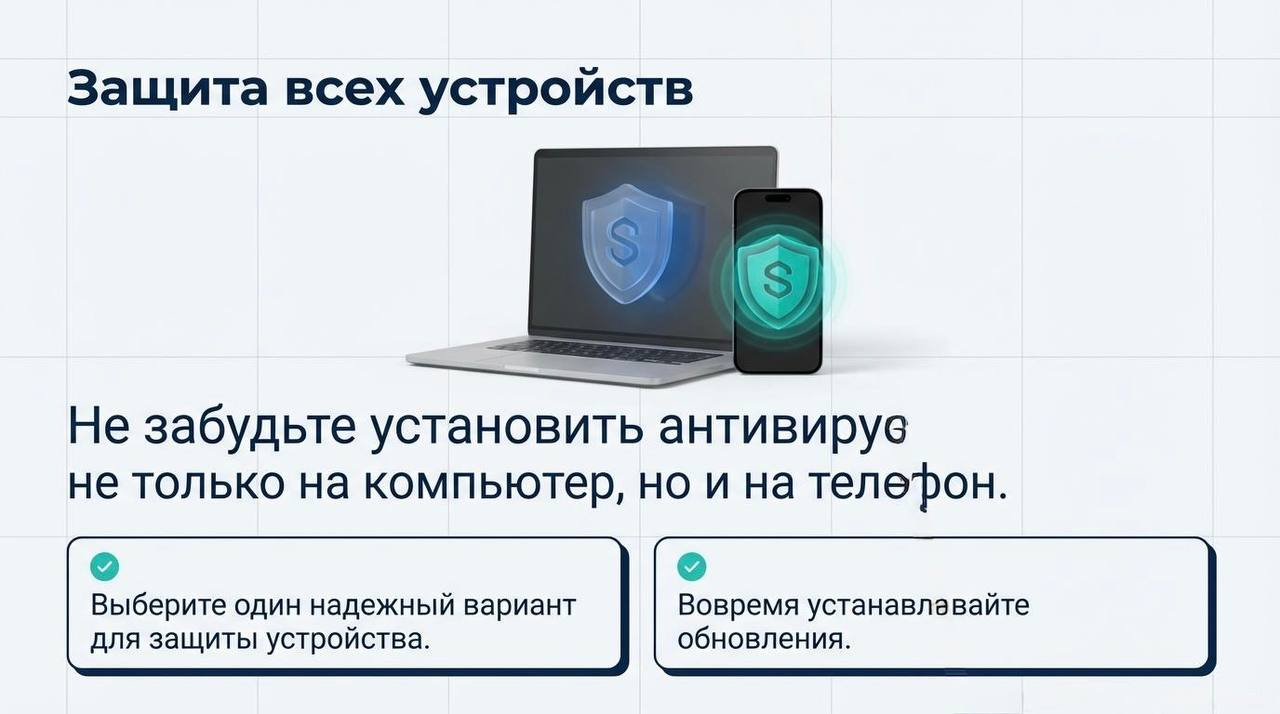 Защита всех устройств
S
S
Не забудьте установить антивирус
не только на компьютер, но и на телефон.
Выберите один надежный вариант
для защиты устройства.
Вовремя устанавливайте
обновления.